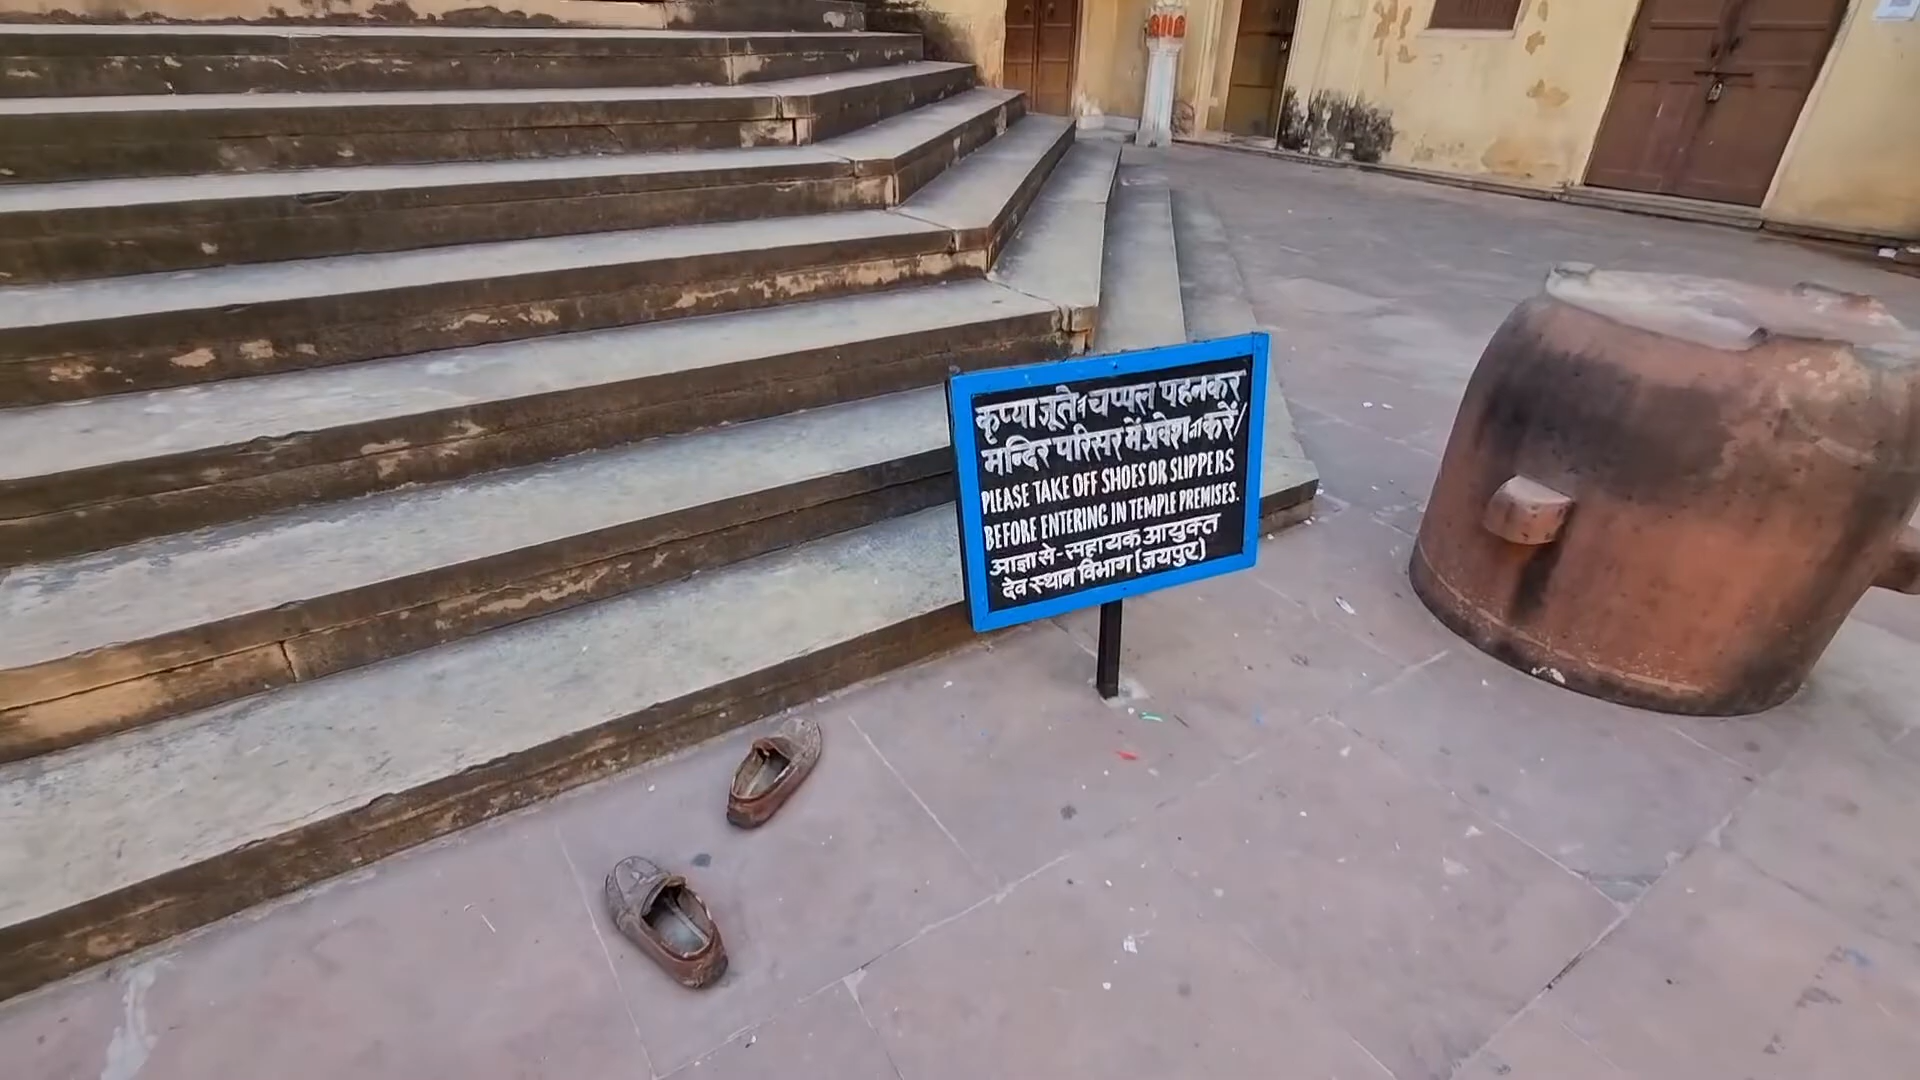 कृप्या जूते व चप्पल पहनकर
मन्दिर परिसर में प्रवेश ना करें/
PLEASE TAKE OFF SHOES OR SLIPPERS
BEFORE ENTERING IN TEMPLE PREMISES.
आज्ञा से-सहायक आयुक्त
देव स्थान विभाग (जयपुर)